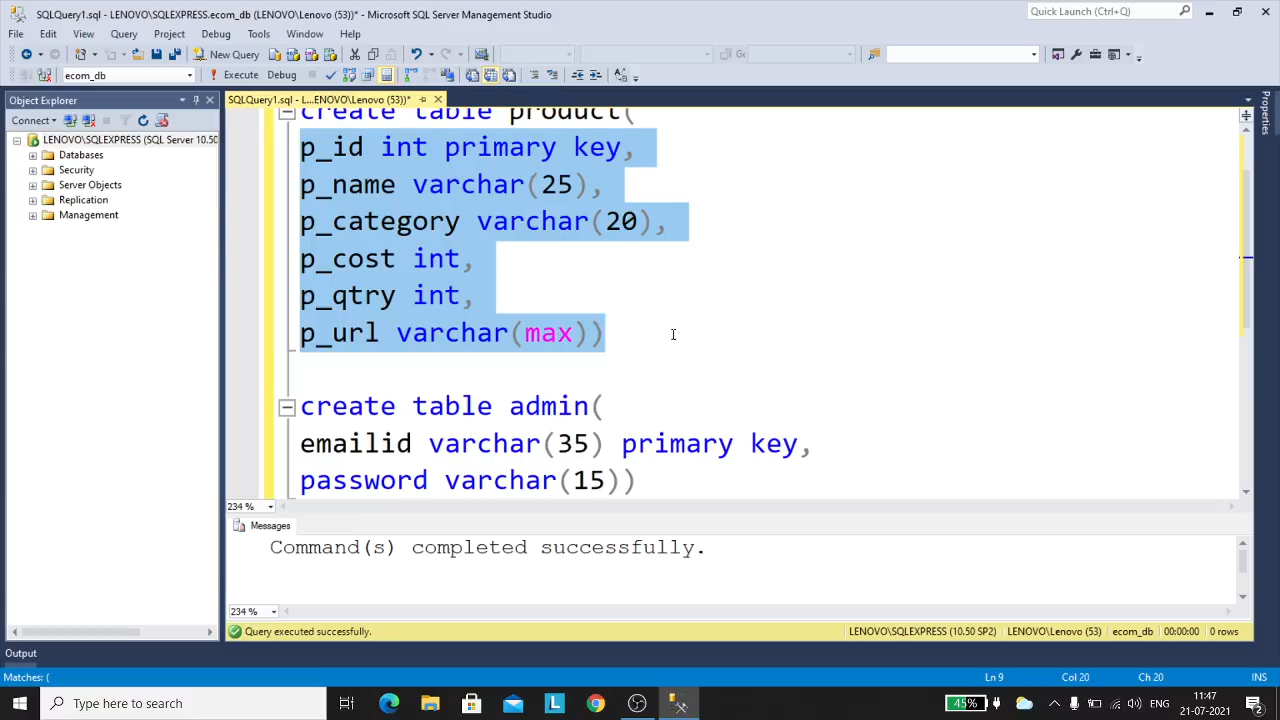 SQLQuery1.sql - LENOVO\SQLEXPRESS.ecom_db (LENOVO\Lenovo (53))* - Microsoft SQL Server Management Studio
Quick Launch (Ctrl+Q)
File Edit View Query Project Debug Tools Window Help
New Query
ecom_db Execute Debug
Object Explorer
SQLQuery1.sql - L...ENOVO\Lenovo (53))*
Properties
Connect
LENOVO\SQLEXPRESS (SQL Server 10.50
Databases
Security
Server Objects
Replication
Management
create table product(
p_id int primary key,
p_name varchar(25),
p_category varchar(20),
p_cost int,
p_qtry int,
p_url varchar(max))
create table admin(
emailid varchar(35) primary key,
password varchar(15))
234 %
Messages
Command(s) completed successfully.
234 %
Query executed successfully.
LENOVO\SQLEXPRESS (10.50 SP2) LENOVO\Lenovo (53) ecom_db 00:00:00 0 rows
Output
Matches: (
Ln 9 Col 20 Ch 20 INS
Type here to search
45%
ENG
11:47
21-07-2021
2